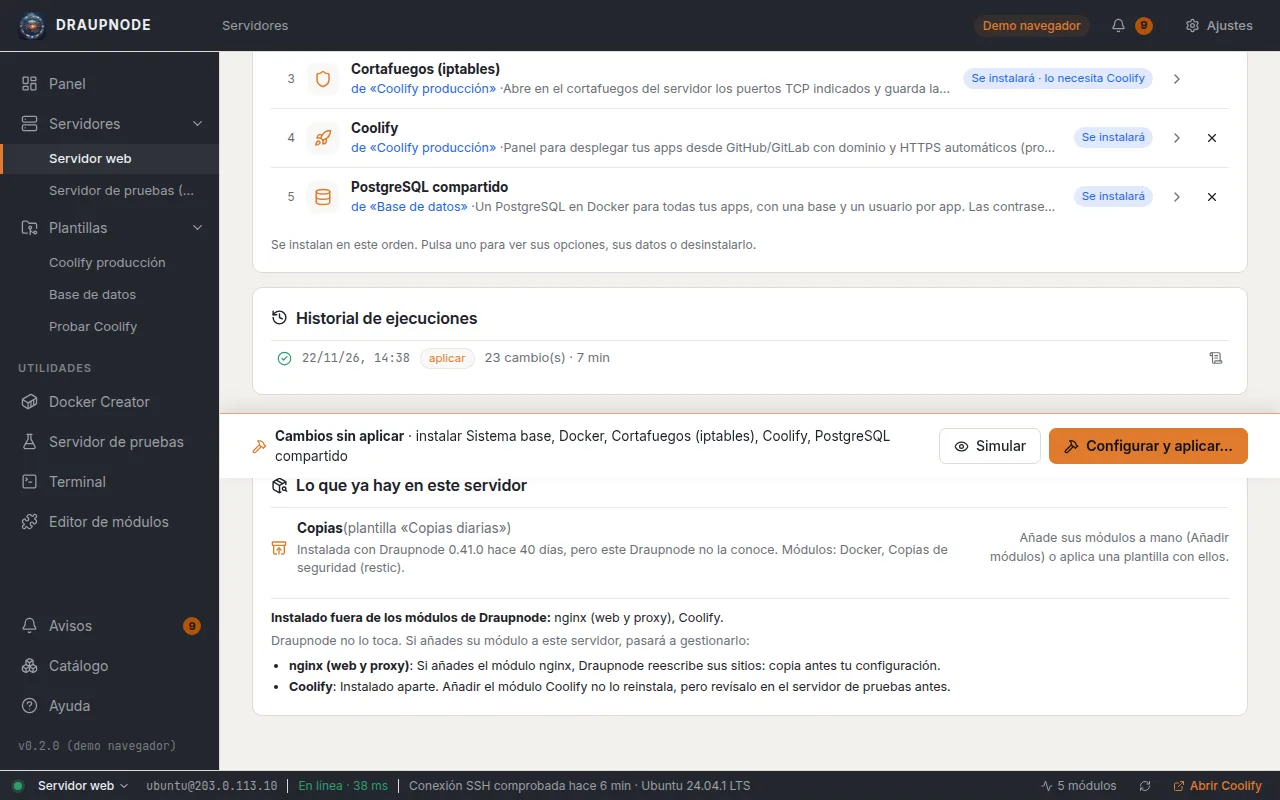 DRAUPNODE
Servidores
Demo navegador
9
Ajustes
Panel
Servidores
Servidor web
Servidor de pruebas (...
Plantillas
Coolify producción
Base de datos
Probar Coolify
UTILIDADES
Docker Creator
Servidor de pruebas
Terminal
Editor de módulos
Avisos
9
Catálogo
Ayuda
v0.2.0 (demo navegador)
3
Cortafuegos (iptables)
de «Coolify producción» ·Abre en el cortafuegos del servidor los puertos TCP indicados y guarda la...
Se instalará · lo necesita Coolify
4
Coolify
de «Coolify producción» ·Panel para desplegar tus apps desde GitHub/GitLab con dominio y HTTPS automáticos (pro...
Se instalará
5
PostgreSQL compartido
de «Base de datos» ·Un PostgreSQL en Docker para todas tus apps, con una base y un usuario por app. Las contrase...
Se instalará
Se instalan en este orden. Pulsa uno para ver sus opciones, sus datos o desinstalarlo.
Historial de ejecuciones
22/11/26, 14:38 aplicar 23 cambio(s) · 7 min
Cambios sin aplicar · instalar Sistema base, Docker, Cortafuegos (iptables), Coolify, PostgreSQL
compartido
Simular
Configurar y aplicar...
Lo que ya hay en este servidor
Copias(plantilla «Copias diarias»)
Instalada con Draupnode 0.41.0 hace 40 días, pero este Draupnode no la conoce. Módulos: Docker, Copias de
seguridad (restic).
Añade sus módulos a mano (Añadir
módulos) o aplica una plantilla con ellos.
Instalado fuera de los módulos de Draupnode: nginx (web y proxy), Coolify.
Draupnode no lo toca. Si añades su módulo a este servidor, pasará a gestionarlo:
• nginx (web y proxy): Si añades el módulo nginx, Draupnode reescribe sus sitios: copia antes tu configuración.
• Coolify: Instalado aparte. Añadir el módulo Coolify no lo reinstala, pero revísalo en el servidor de pruebas antes.
Servidor web
ubuntu@203.0.113.10
En línea · 38 ms
Conexión SSH comprobada hace 6 min · Ubuntu 24.04.1 LTS
5 módulos
Abrir Coolify